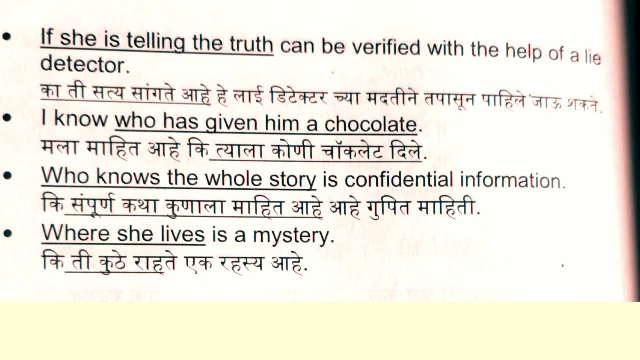 • If she is telling the truth can be verified with the help of a lie
detector.
का ती सत्य सांगते आहे हे लाई डिटेक्टर च्या मदतीने तपासून पाहिले जाऊ शकते.
• I know who has given him a chocolate.
मला माहित आहे कि त्याला कोणी चॉकलेट दिले.
• Who knows the whole story is confidential information.
कि संपूर्ण कथा कुणाला माहित आहे आहे गुपित माहिती.
• Where she lives is a mystery.
कि ती कुठे राहते एक रहस्य आहे.